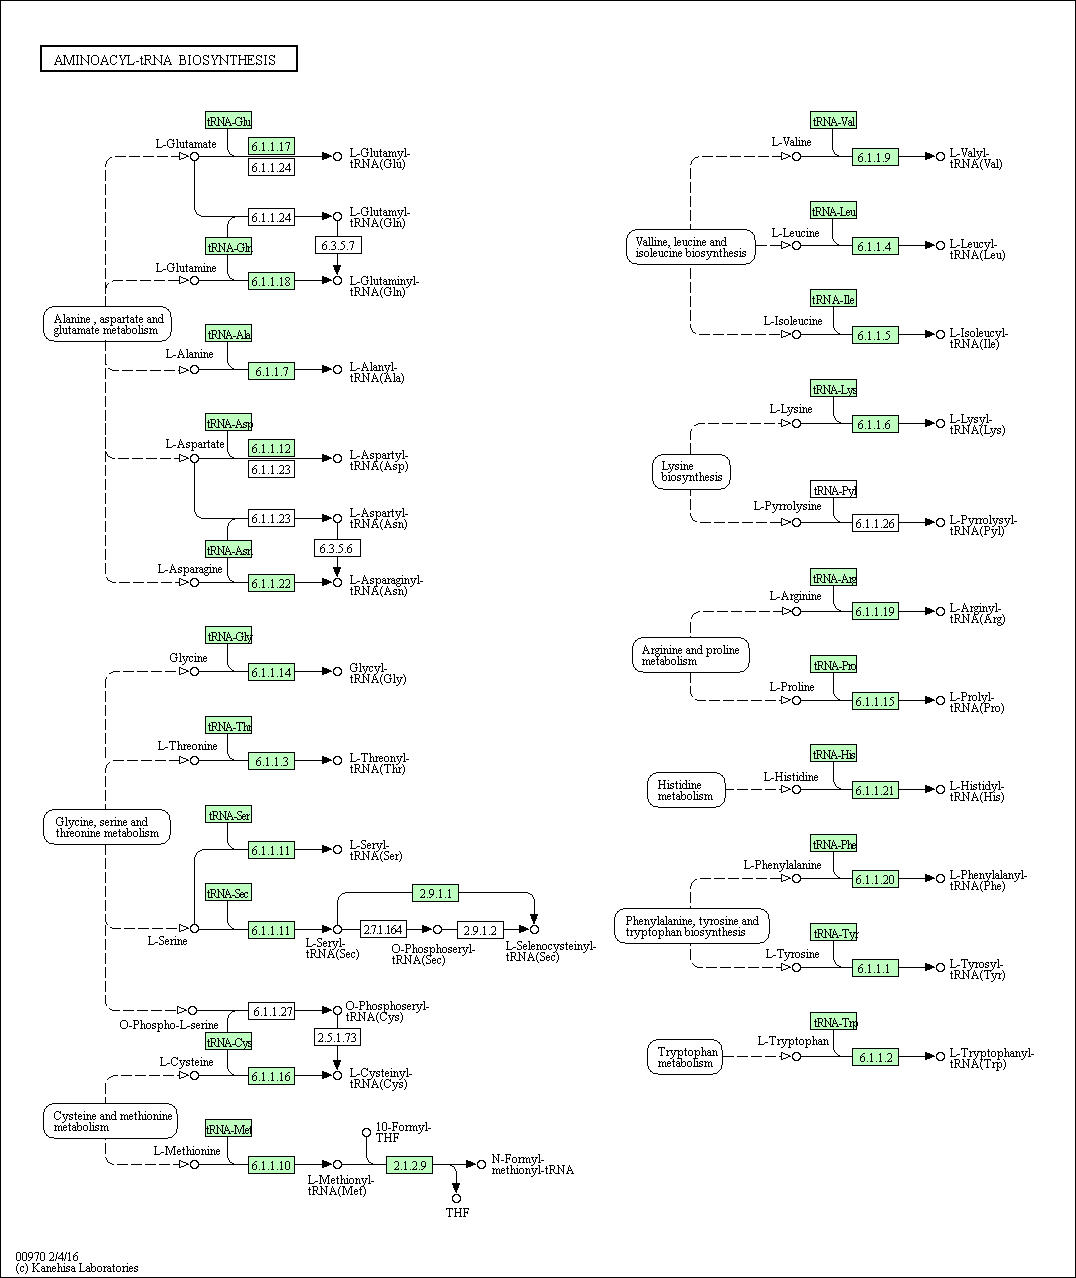 AMINOACYL-tRNA BIOSYNTHESIS
tRNA-Glu
L-Glutamate
6.1.1.17
6.1.1.24
L-Glutamyl-
tRNA(Glu)
6.1.1.24
L-Glutamyl-
tRNA(Gln)
tRNA-Gln
6.3.5.7
L-Glutamine
6.1.1.18
L-Glutaminyl-
tRNA(Gln)
Alanine , aspartate and
glutamate metabolism
tRNA-Ala
L-Alanine
6.1.1.7
L-Alanyl-
tRNA(Ala)
tRNA-Asp
L-Aspartate
6.1.1.12
6.1.1.23
L-Aspartyl-
tRNA(Asp)
6.1.1.23
L-Aspartyl-
tRNA(Asn)
tRNA-Asn
6.3.5.6
L-Asparagine
6.1.1.22
L-Asparaginyl-
tRNA(Asn)
tRNA-Gly
Glycine
6.1.1.14
Glycyl-
tRNA(Gly)
tRNA-Thr
L-Threonine
6.1.1.3
L-Threonyl-
tRNA(Thr)
Glycine, serine and
threonine metabolism
tRNA-Ser
6.1.1.11
L-Seryl-
tRNA(Ser)
tRNA-Sec
L-Serine
6.1.1.11
L-Seryl-
tRNA(Sec)
2.9.1.1
2.7.1.164
O-Phosphoseryl-
tRNA(Sec)
2.9.1.2
L-Selenocysteinyl-
tRNA(Sec)
O-Phospho-L-serine
6.1.1.27
O-Phosphoseryl-
tRNA(Cys)
tRNA-Cys
2.5.1.73
L-Cysteine
6.1.1.16
L-Cysteinyl-
tRNA(Cys)
Cysteine and methionine
metabolism
tRNA-Met
L-Methionine
6.1.1.10
L-Methionyl-
tRNA(Met)
10-Formyl-
THF
2.1.2.9
N-Formyl-
methionyl-tRNA
THF
tRNA-Val
L-Valine
6.1.1.9
L-Valyl-
tRNA(Val)
tRNA-Leu
Valline, leucine and
isoleucine biosynthesis
L-Leucine
6.1.1.4
L-Leucyl-
tRNA(Leu)
tRNA-Ile
L-Isoleucine
6.1.1.5
L-Isoleucyl-
tRNA(Ile)
tRNA-Lys
L-Lysine
6.1.1.6
L-Lysyl-
tRNA(Lys)
Lysine
biosynthesis
tRNA-Pyl
L-Pyrrolysine
6.1.1.26
L-Pyrrolysyl-
tRNA(Pyl)
tRNA-Arg
L-Arginine
6.1.1.19
L-Arginyl-
tRNA(Arg)
Arginine and proline
metabolism
tRNA-Pro
L-Proline
6.1.1.15
L-Prolyl-
tRNA(Pro)
tRNA-His
Histidine
metabolism
L-Histidine
6.1.1.21
L-Histidyl-
tRNA(His)
tRNA-Phe
L-Phenylalanine
6.1.1.20
L-Phenylalanyl-
tRNA(Phe)
Phenylalanine, tyrosine and
tryptophan biosynthesis
tRNA-Tyr
L-Tyrosine
6.1.1.1
L-Tyrosyl-
tRNA(Tyr)
tRNA-Trp
Tryptophan
metabolism
L-Tryptophan
6.1.1.2
L-Tryptophanyl-
tRNA(Trp)
00970 2/4/16
(c) Kanehisa Laboratories